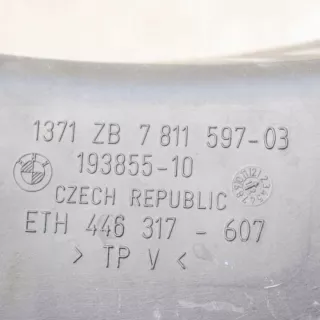 1371 ZB 7 811 597-03
193855-10
CZECH REPUBLIC
ETH 446 317 - 607
> TP V <